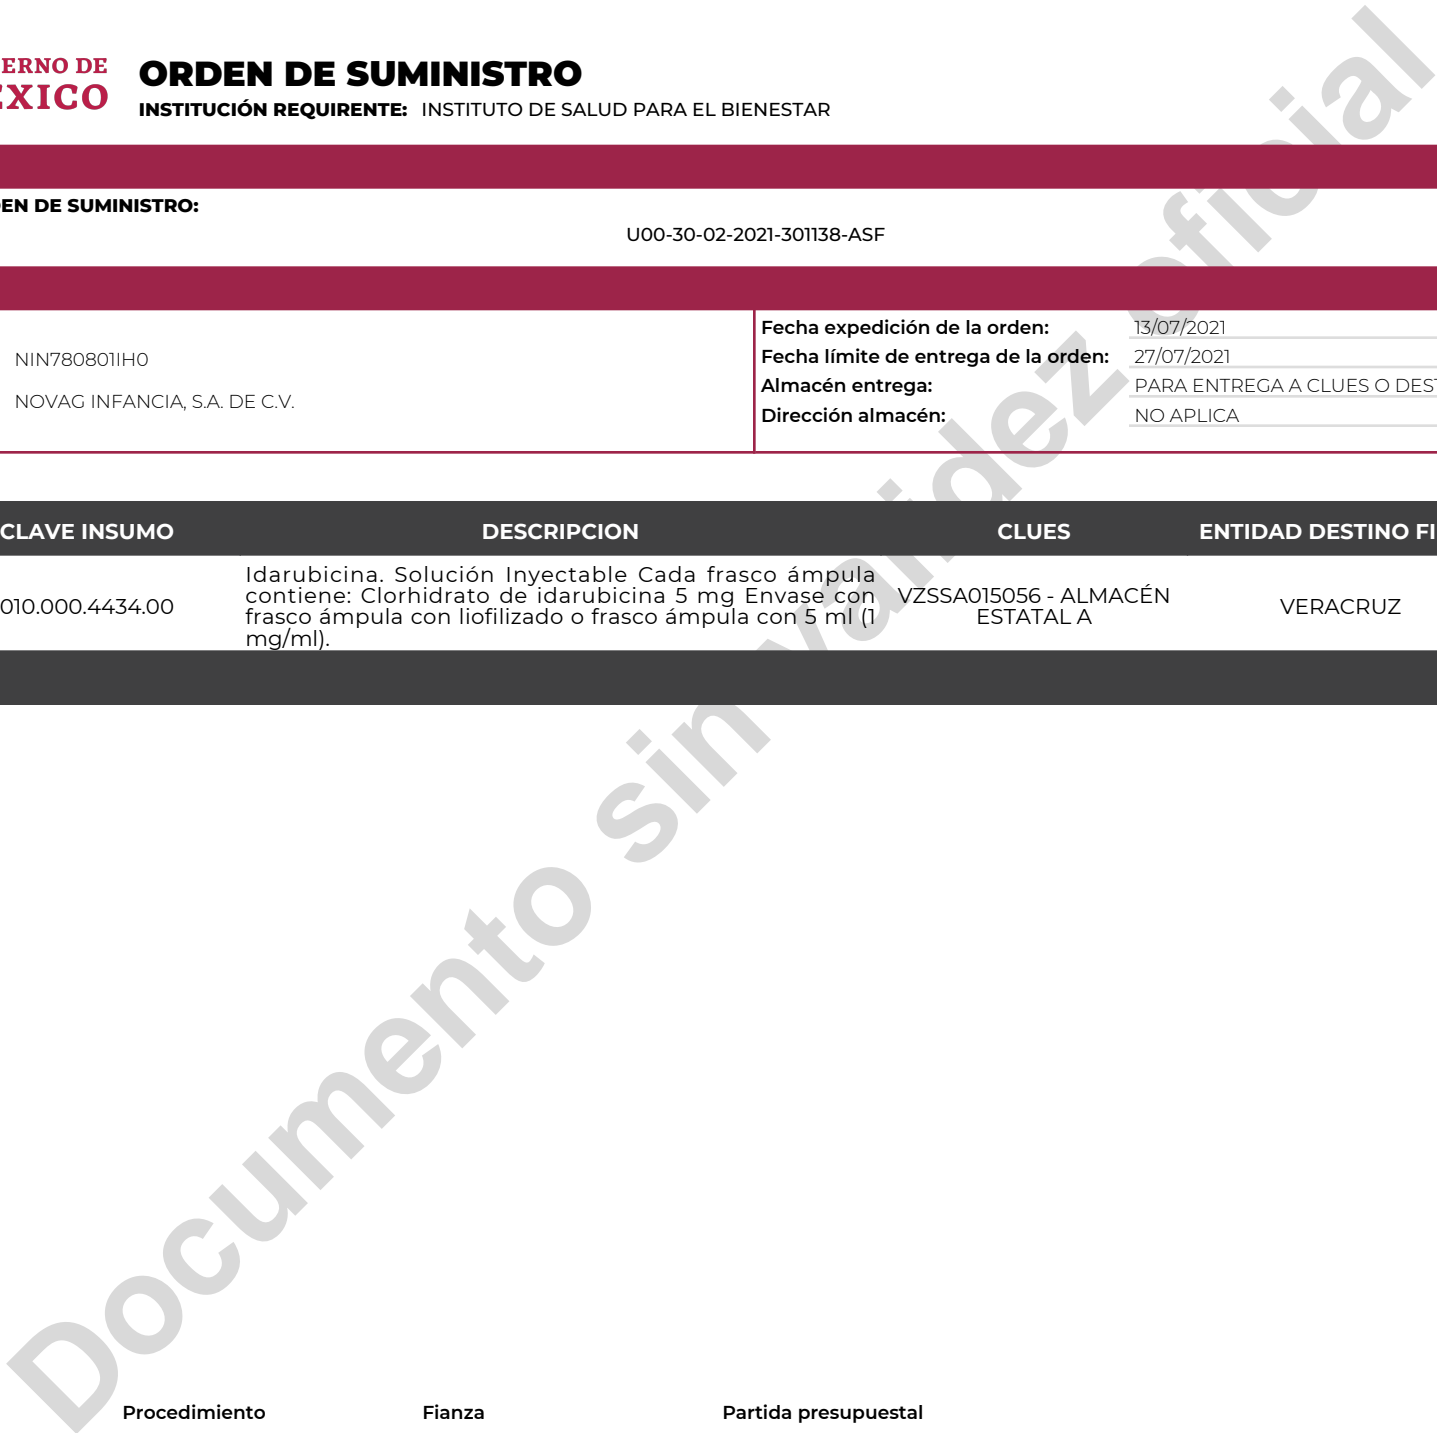 ERNO DE
EXICO
ORDEN DE SUMINISTRO
INSTITUCIÓN REQUIRENTE: INSTITUTO DE SALUD PARA EL BIENESTAR
EN DE SUMINISTRO:
U00-30-02-2021-301138-ASF
NIN780801IH0
NOVAG INFANCIA, S.A. DE C.V.
Fecha expedición de la orden: 13/07/2021
Fecha límite de entrega de la orden: 27/07/2021
Almacén entrega: PARA ENTREGA A CLUES O DEST
Dirección almacén: NO APLICA
CLAVE INSUMO DESCRIPCION CLUES ENTIDAD DESTINO FI
010.000.4434.00
Idarubicina. Solución Inyectable Cada frasco ámpula
contiene: Clorhidrato de idarubicina 5 mg Envase con
frasco ámpula con liofilizado o frasco ámpula con 5 ml (1
mg/ml).
VZSSA015056 - ALMACÉN
ESTATAL A
VERACRUZ
Documento sin validez oficial
Procedimiento Fianza Partida presupuestal